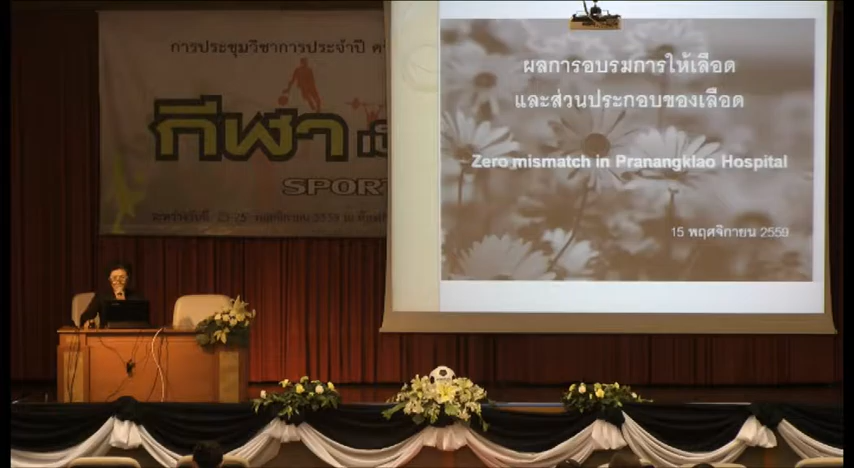 การประชุมวิชาการประจำปี
กีฬา
SPORT
ผลการอบรมการให้เลือด
และส่วนประกอบของเลือด
Zero mismatch in Pranangklao Hospital
15 พฤศจิกายน 2559